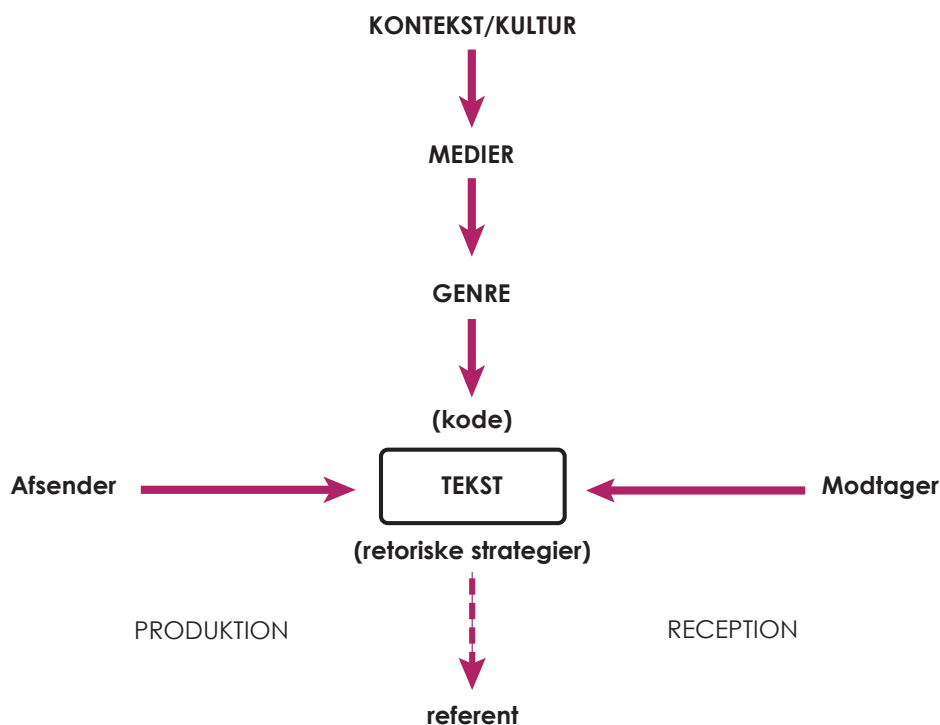 KONTEKST/KULTUR
MEDIER
GENRE
(kode)
Afsender
TEKST
Modtager
(retoriske strategier)
PRODUKTION
RECEPTION
referent